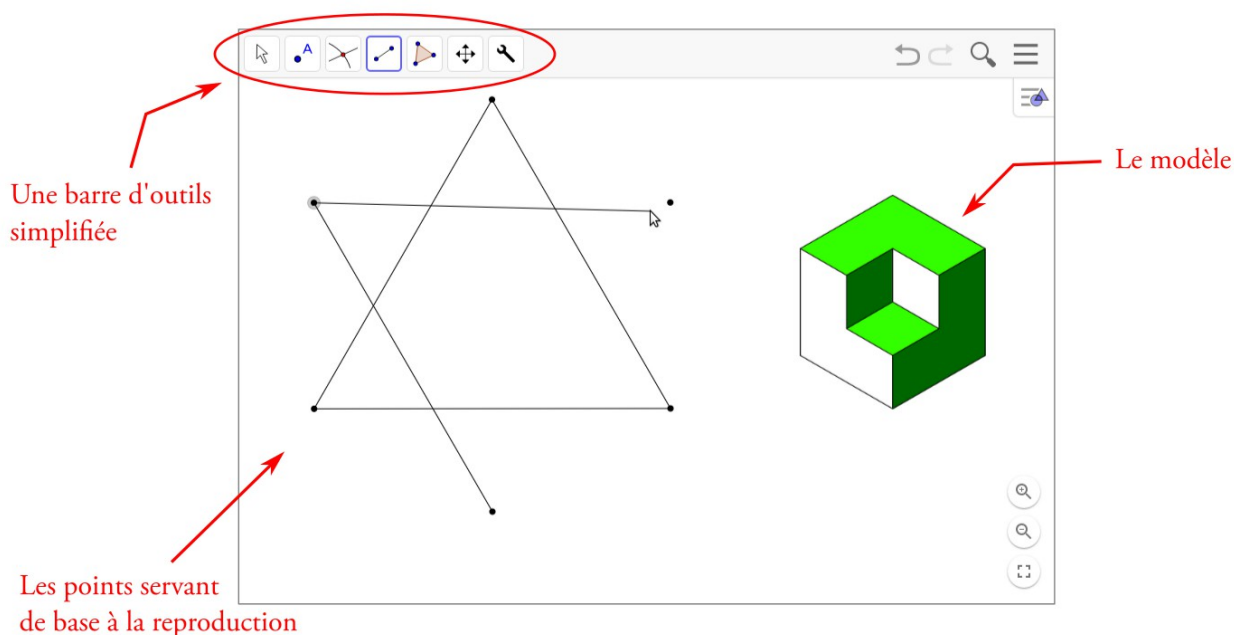 A
Le modèle
Une barre d'outils
simplifiée
Les points servant
de base à la reproduction